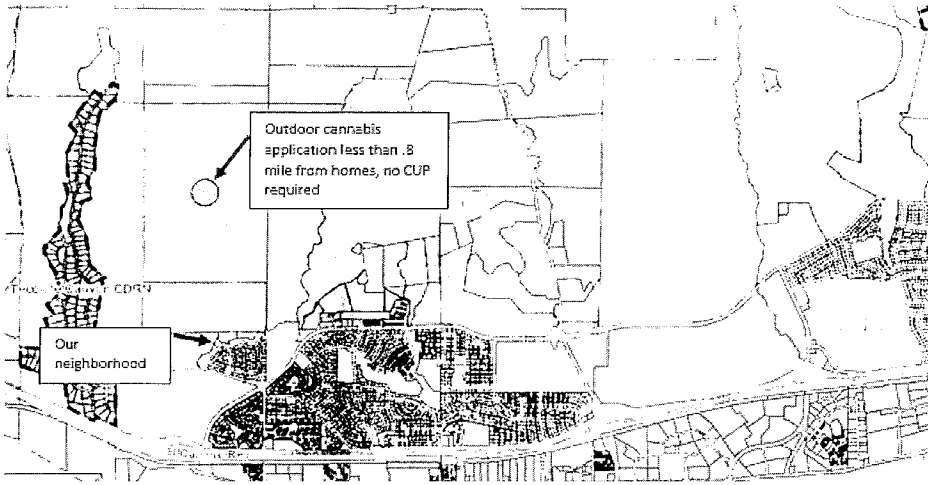 Outdoor cannabis
application less than .8
mile from homes, no CUP
required
Our
neighborhood